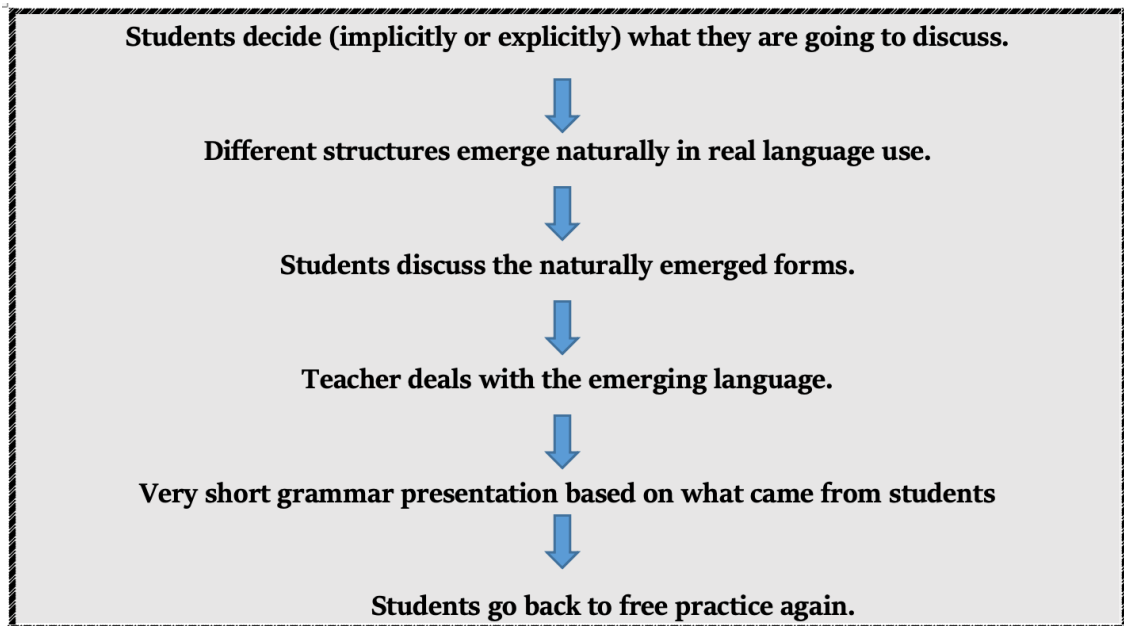 Students decide (implicitly or explicitly) what they are going to discuss.
Different structures emerge naturally in real language use.
Students discuss the naturally emerged forms.
Teacher deals with the emerging language.
Very short grammar presentation based on what came from students
Students go back to free practice again.